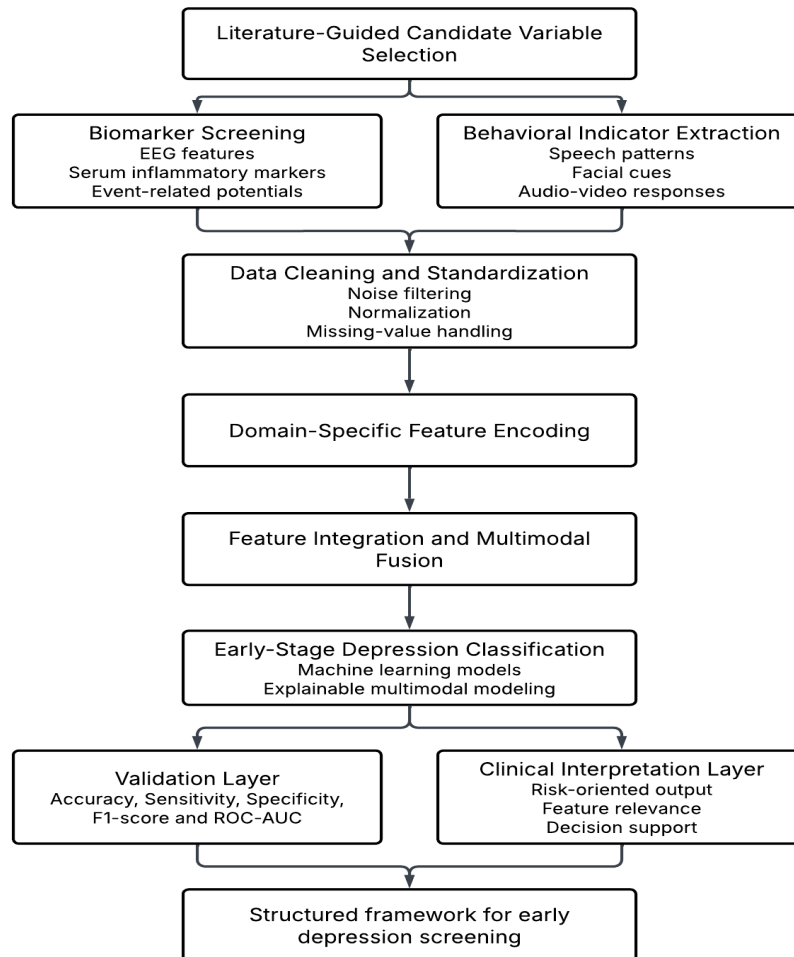 Literature-Guided Candidate Variable
Selection
Biomarker Screening
EEG features
Serum inflammatory markers
Event-related potentials
Behavioral Indicator Extraction
Speech patterns
Facial cues
Audio-video responses
Data Cleaning and Standardization
Noise filtering
Normalization
Missing-value handling
Domain-Specific Feature Encoding
Feature Integration and Multimodal
Fusion
Early-Stage Depression Classification
Machine learning models
Explainable multimodal modeling
Validation Layer
Accuracy, Sensitivity, Specificity,
F1-score and ROC-AUC
Clinical Interpretation Layer
Risk-oriented output
Feature relevance
Decision support
Structured framework for early
depression screening